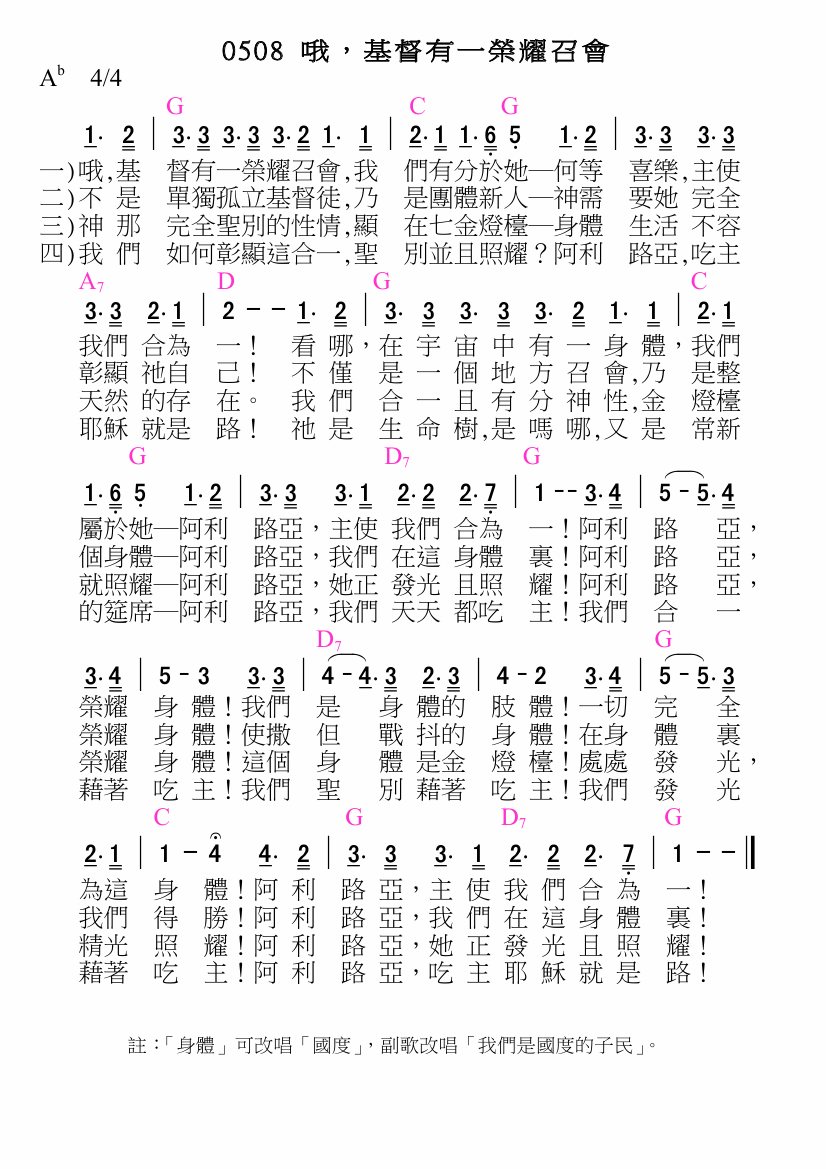 0508 哦，基督有一榮耀召會
A♭ 4/4
G C G
1· 2 | 3· 3 3· 3 3· 2 1· 1 | 2· 1 1· 6 5 1· 2 | 3· 3 3· 3
一)哦,基 督有一榮耀召會,我 們有分於她─何等 喜樂,主使
二)不 是 單獨孤立基督徒,乃 是團體新人─神需 要她 完全
三)神 那 完全聖別的性情,顯 在七金燈檯─身體 生活 不容
四)我 們 如何彰顯這合一,聖 別並且照耀？阿利 路亞,吃主
A7 D G C
3· 3 2· 1 | 2 - - 1· 2 | 3· 3 3· 3 3· 2 1· 1 | 2· 1
我們 合為 一！ 看 哪，在 宇 宙 中 有 一 身 體，我們
彰顯 祂自 己！ 不 僅 是 一 個 地 方 召 會,乃 是整
天然 的存 在。 我 們 合 一 且 有 分 神 性,金 燈檯
耶穌 就是 路！ 祂 是 生 命 樹,是 嗎 哪,又 是 常新
G D7 G
1· 6 5 1· 2 | 3· 3 3· 1 2· 2 2· 7 | 1 - - 3· 4 | 5 - 5· 4
屬於她─阿利 路亞，主使 我們 合為 一！阿利 路 亞，
個身體─阿利 路亞，我們 在這 身體 裏！阿利 路 亞，
就照耀─阿利 路亞，她正 發光 且照 耀！阿利 路 亞，
的筵席─阿利 路亞，我們 天天 都吃 主！我們 合 一
D7 G
3· 4 | 5 - 3 3· 3 | 4 - 4· 3 2· 3 | 4 - 2 3· 4 | 5 - 5· 3
榮耀 身 體！我們 是 身 體的 肢 體！一切 完 全
榮耀 身 體！使撒 但 戰 抖的 身 體！在身 體 裏
榮耀 身 體！這個 身 體 是金 燈 檯！處處 發 光，
藉著 吃 主！我們 聖 別 藉著 吃 主！我們 發 光
C G D7 G
2· 1 | 1 - 4 4· 2 | 3· 3 3· 1 2· 2 2· 7 | 1 - - ‖
為這 身 體！阿 利 路 亞，主 使 我 們 合 為 一！
我們 得 勝！阿 利 路 亞，我 們 在 這 身 體 裏！
精光 照 耀！阿 利 路 亞，她 正 發 光 且 照 耀！
藉著 吃 主！阿 利 路 亞，吃 主 耶 穌 就 是 路！
註：「身體」可改唱「國度」，副歌改唱「我們是國度的子民」。